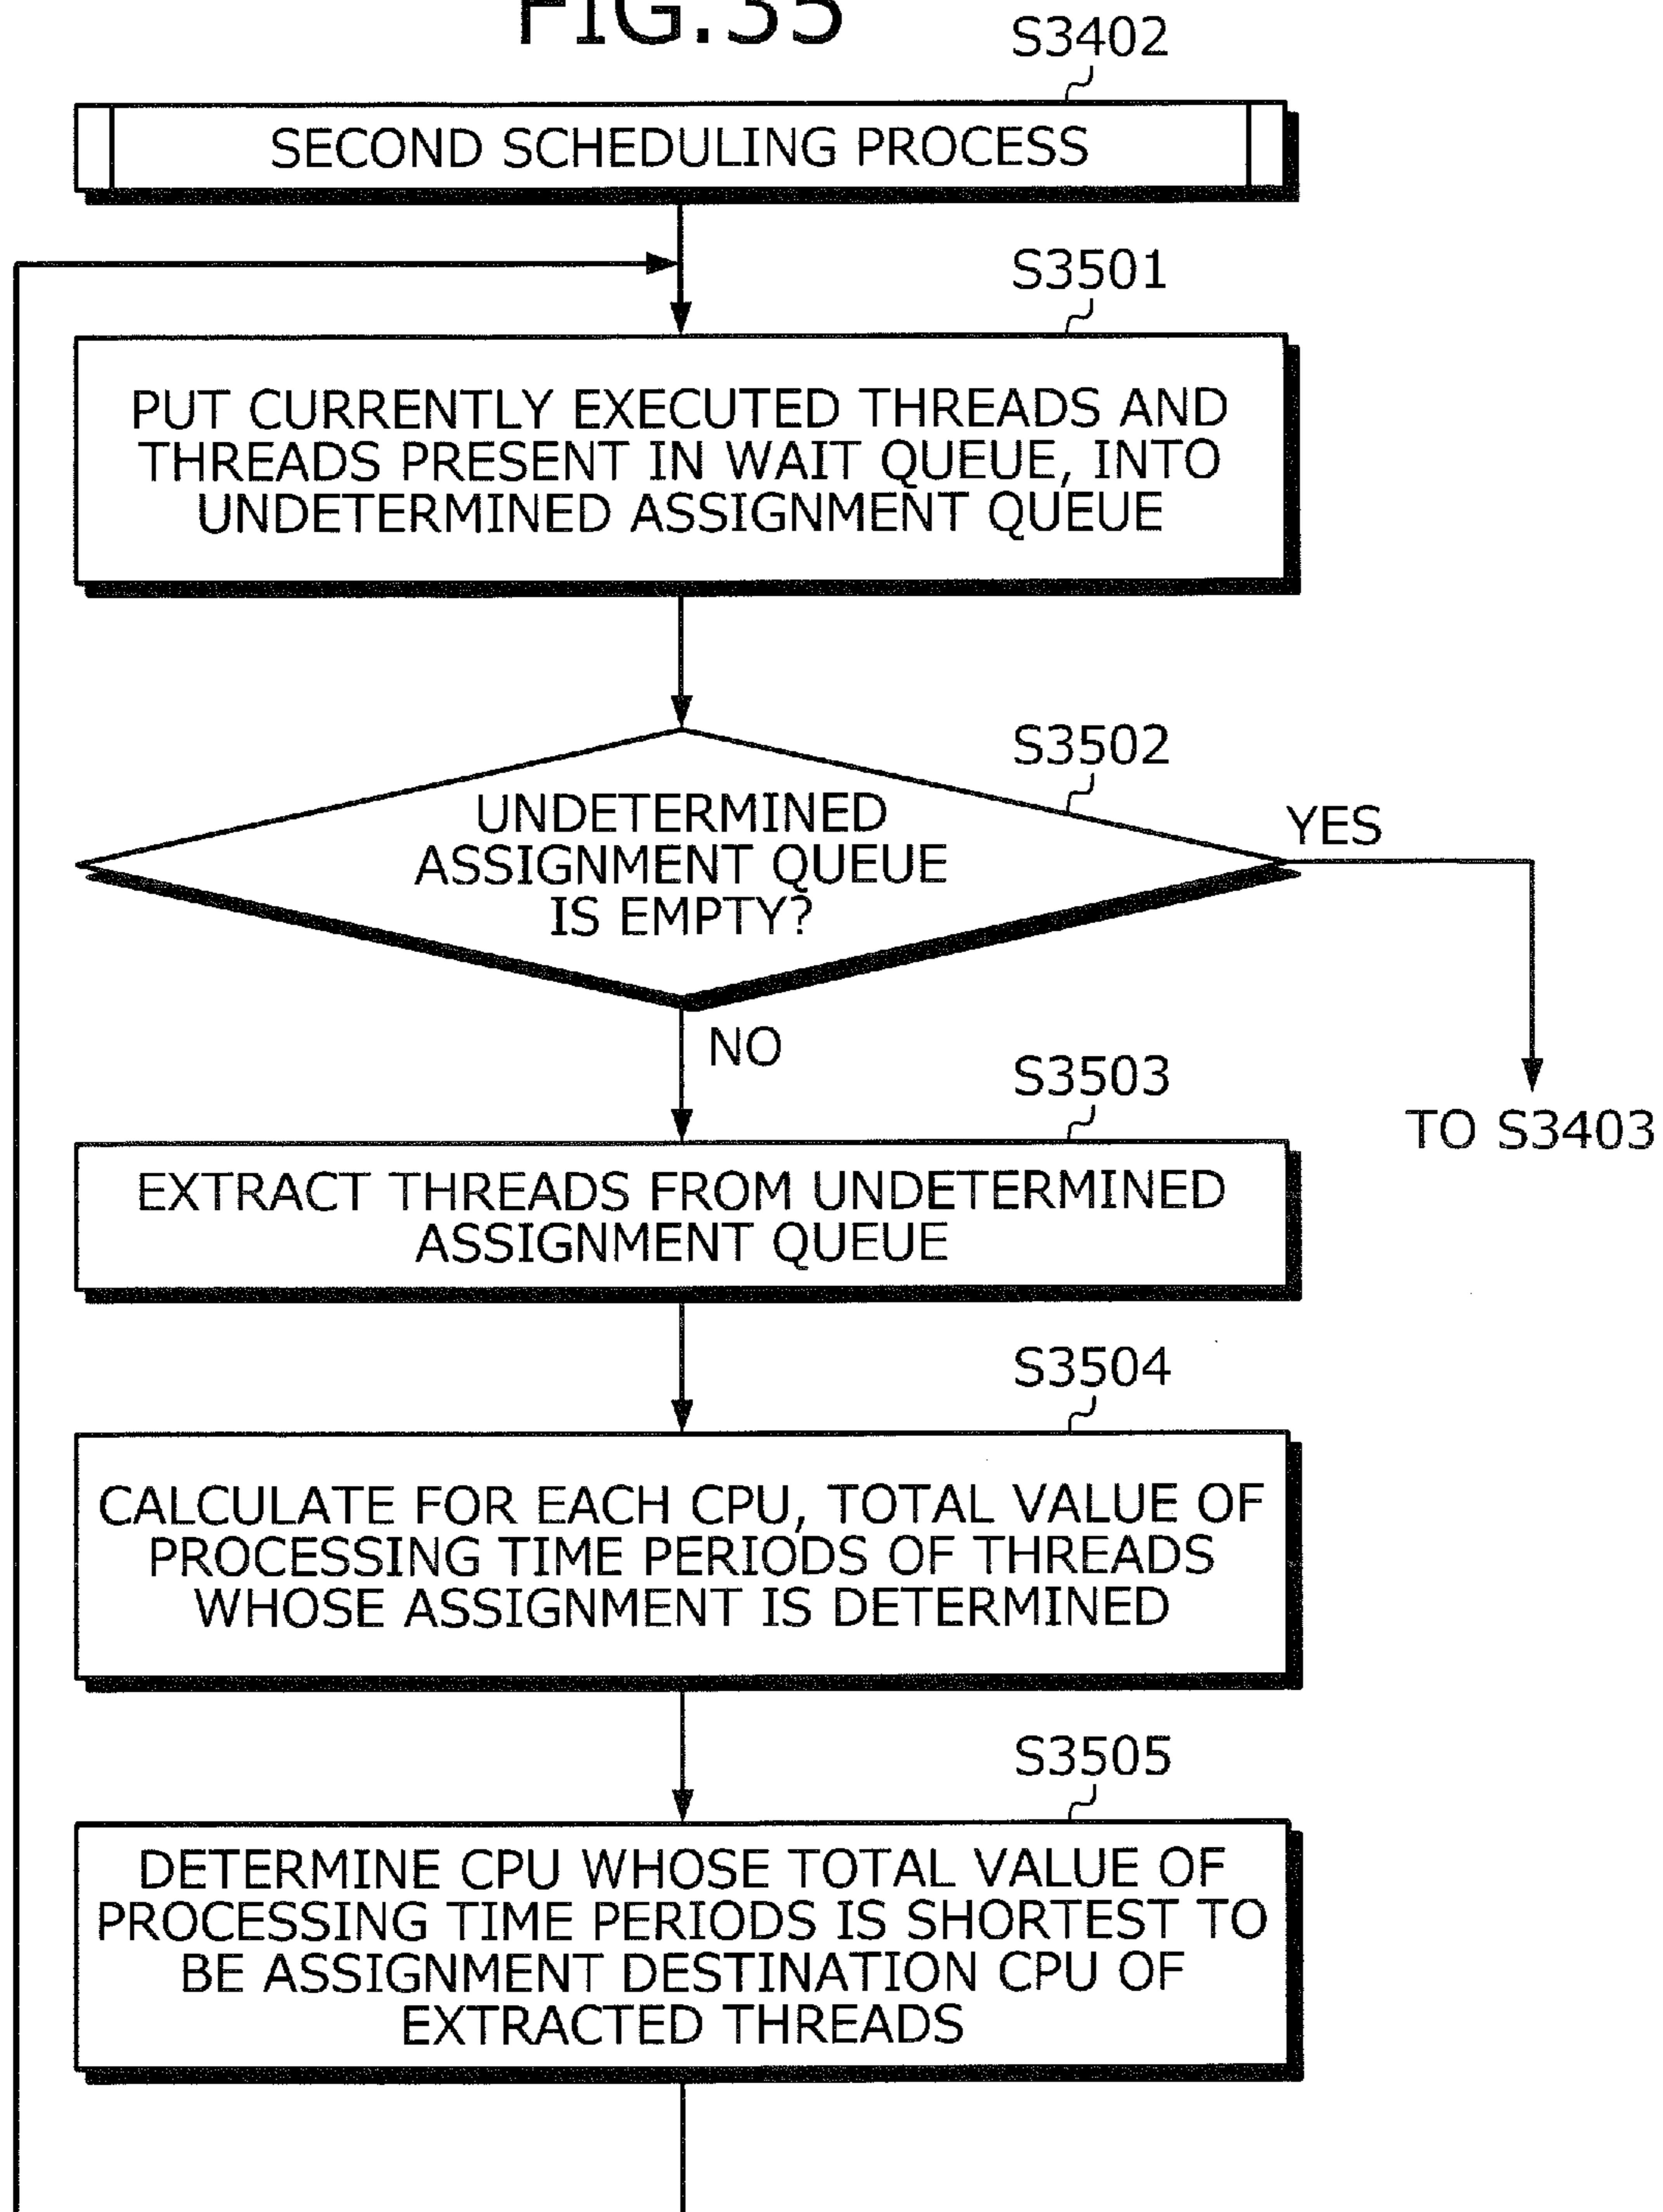 FIG.35
S3402
SECOND SCHEDULING PROCESS
S3501
PUT CURRENTLY EXECUTED THREADS AND
THREADS PRESENT IN WAIT QUEUE, INTO
UNDETERMINED ASSIGNMENT QUEUE
S3502
UNDETERMINED
ASSIGNMENT QUEUE
IS EMPTY?
YES
NO
S3503
TO S3403
EXTRACT THREADS FROM UNDETERMINED
ASSIGNMENT QUEUE
S3504
CALCULATE FOR EACH CPU, TOTAL VALUE OF
PROCESSING TIME PERIODS OF THREADS
WHOSE ASSIGNMENT IS DETERMINED
S3505
DETERMINE CPU WHOSE TOTAL VALUE OF
PROCESSING TIME PERIODS IS SHORTEST TO
BE ASSIGNMENT DESTINATION CPU OF
EXTRACTED THREADS